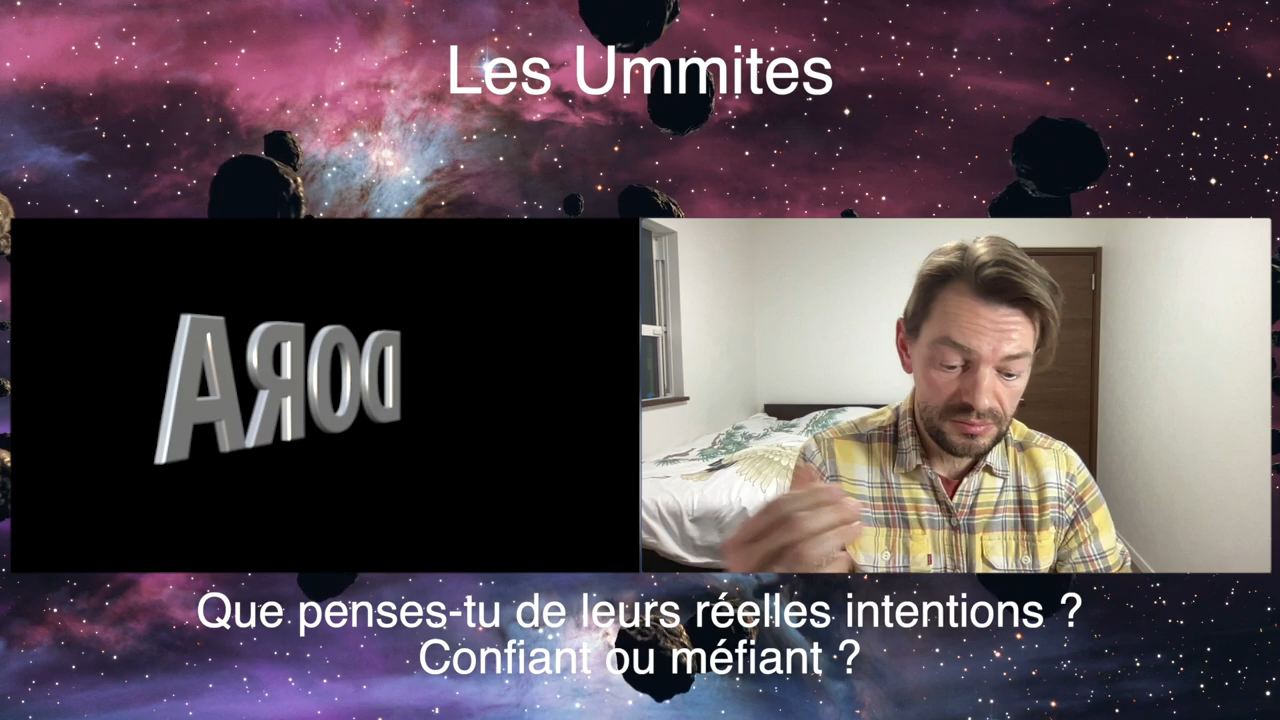 Les Ummites
DORA
Que penses-tu de leurs réelles intentions ?
Confiant ou méfiant ?